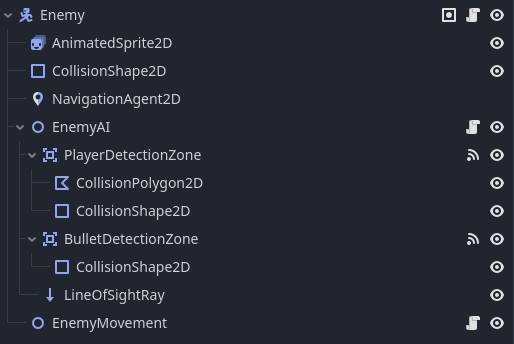 Enemy
AnimatedSprite2D
CollisionShape2D
NavigationAgent2D
EnemyAI
PlayerDetectionZone
CollisionPolygon2D
CollisionShape2D
BulletDetectionZone
CollisionShape2D
LineOfSightRay
EnemyMovement